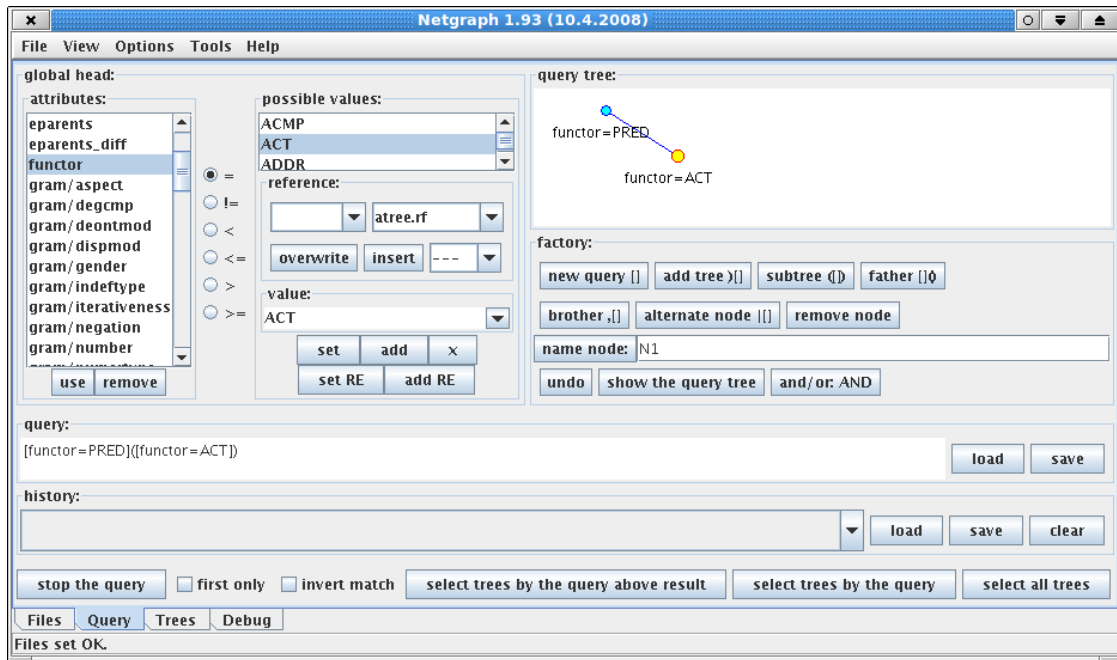 Netgraph 1.93 (10.4.2008)
File View Options Tools Help
global head:
attributes:
eparents
eparents_diff
functor
gram/aspect
gram/degcmp
gram/deontmod
gram/dispmod
gram/gender
gram/indeftype
gram/iterativeness
gram/negation
gram/number
use remove
=
!=
<
<=
>
>=
possible values:
ACMP
ACT
ADDR
reference:
atree.rf
overwrite insert ---
value:
ACT
set add x
set RE add RE
query tree:
functor=PRED
functor=ACT
factory:
new query [] add tree )[] subtree ([]) father []()
brother ,[] alternate node |[] remove node
name node: N1
undo show the query tree and/or: AND
query:
[functor=PRED]([functor=ACT])
load save
history:
load save clear
stop the query first only invert match select trees by the query above result select trees by the query select all trees
Files Query Trees Debug
Files set OK.